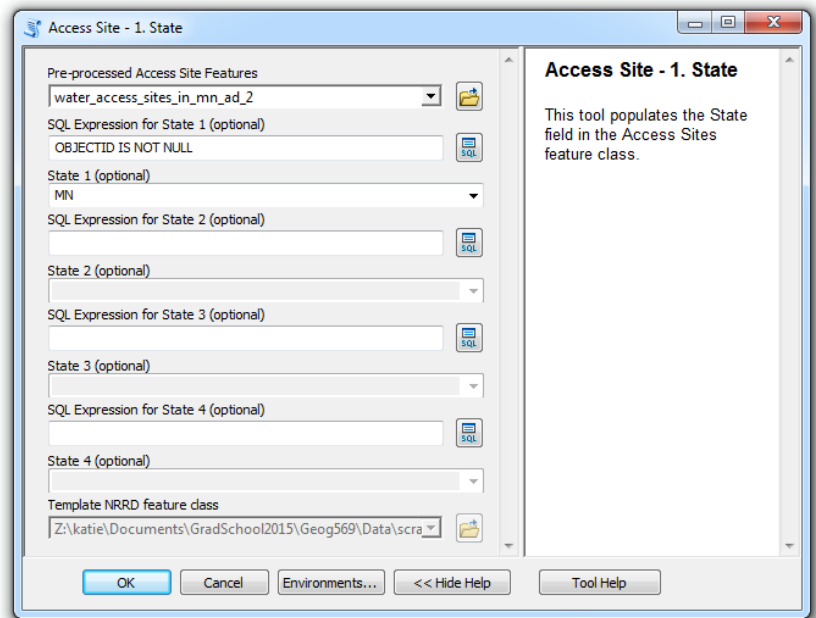 Access Site - 1. State
Pre-processed Access Site Features
water_access_sites_in_mn_ad_2
SQL Expression for State 1 (optional)
OBJECTID IS NOT NULL
SQL
State 1 (optional)
MN
SQL Expression for State 2 (optional)
SQL
State 2 (optional)
SQL Expression for State 3 (optional)
SQL
State 3 (optional)
SQL Expression for State 4 (optional)
SQL
State 4 (optional)
Template NRRD feature class
Z:\katie\Documents\GradSchool2015\Geog569\Data\scra
OK
Cancel
Environments...
<< Hide Help
Tool Help
Access Site - 1. State
This tool populates the State
field in the Access Sites
feature class.